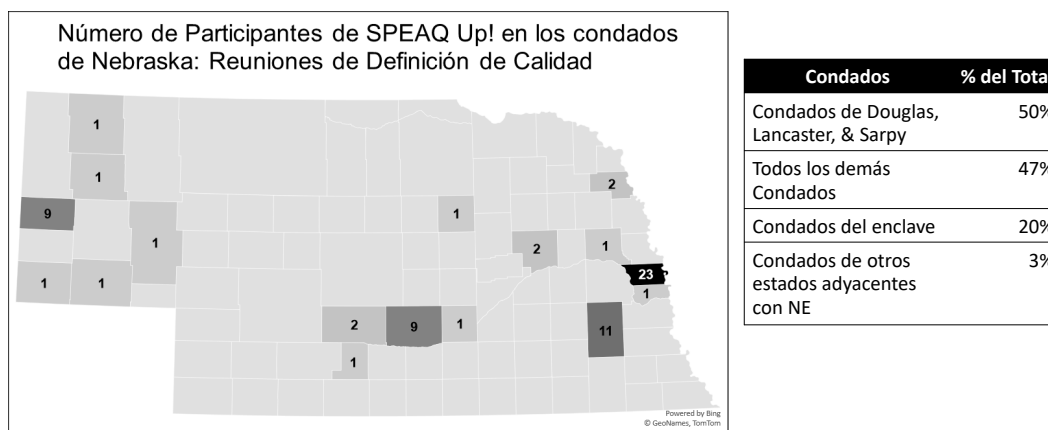 Número de Participantes de SPEAQ Up! en los condados
de Nebraska: Reuniones de Definición de Calidad
1
1
9
1
1
1
1
2
2
1
23
1
2
9
1
11
1
Powered by Bing
© GeoNames, TomTom
Condados % del Total
Condados de Douglas, 50%
Lancaster, & Sarpy
Todos los demás 47%
Condados
Condados del enclave 20%
Condados de otros 3%
estados adyacentes
con NE